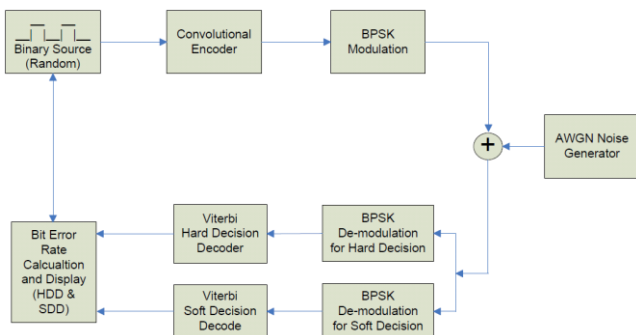 Binary Source
(Random)
Convolutional
Encoder
BPSK
Modulation
+
AWGN Noise
Generator
Bit Error
Rate
Calcualtion
and Display
(HDD &
SDD)
Viterbi
Hard Decision
Decoder
BPSK
De-modulation
for Hard Decision
Viterbi
Soft Decision
Decode
BPSK
De-modulation
for Soft Decision